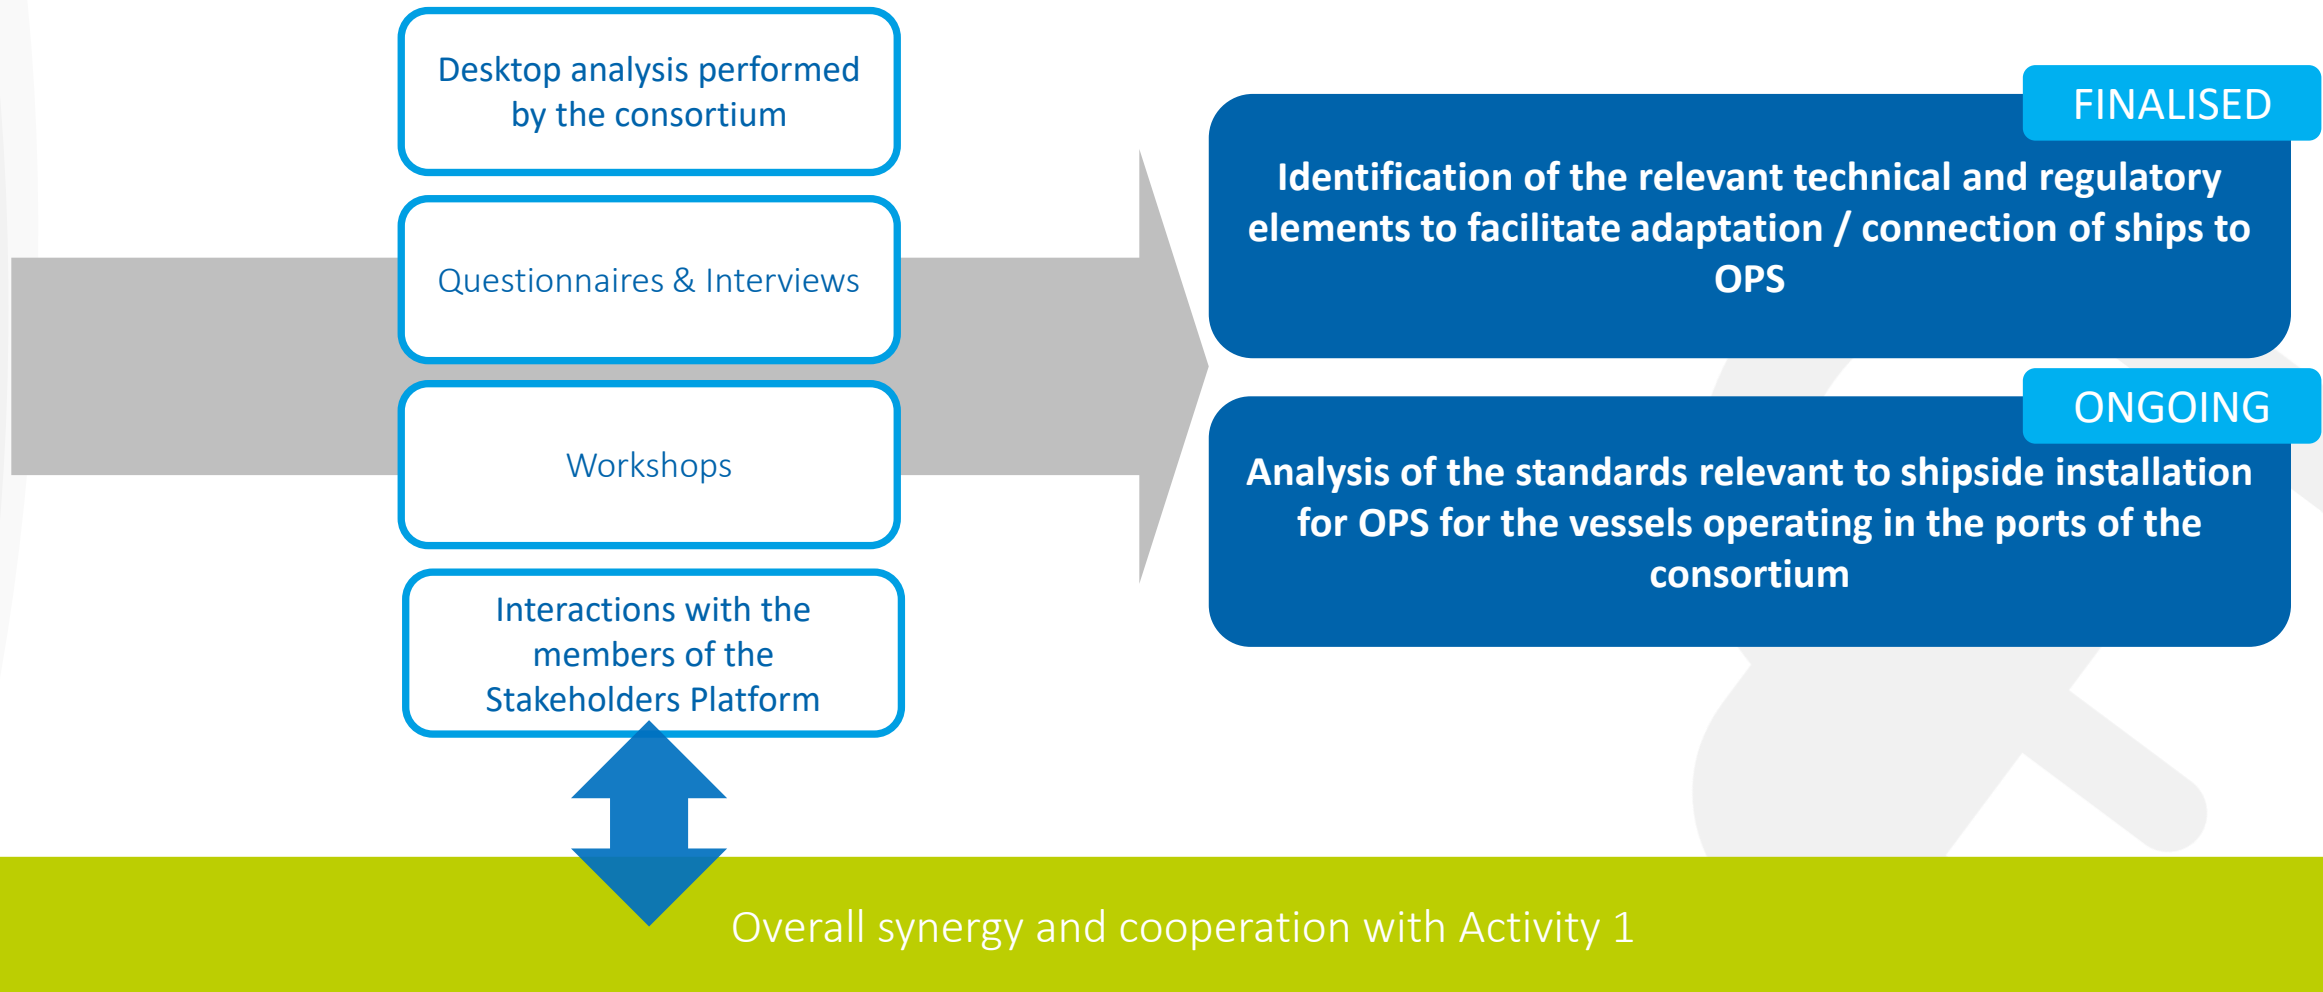 Desktop analysis performed
by the consortium
Questionnaires & Interviews
Workshops
Interactions with the
members of the
Stakeholders Platform
FINALISED
Identification of the relevant technical and regulatory
elements to facilitate adaptation / connection of ships to
OPS
ONGOING
Analysis of the standards relevant to shipside installation
for OPS for the vessels operating in the ports of the
consortium
Overall synergy and cooperation with Activity 1